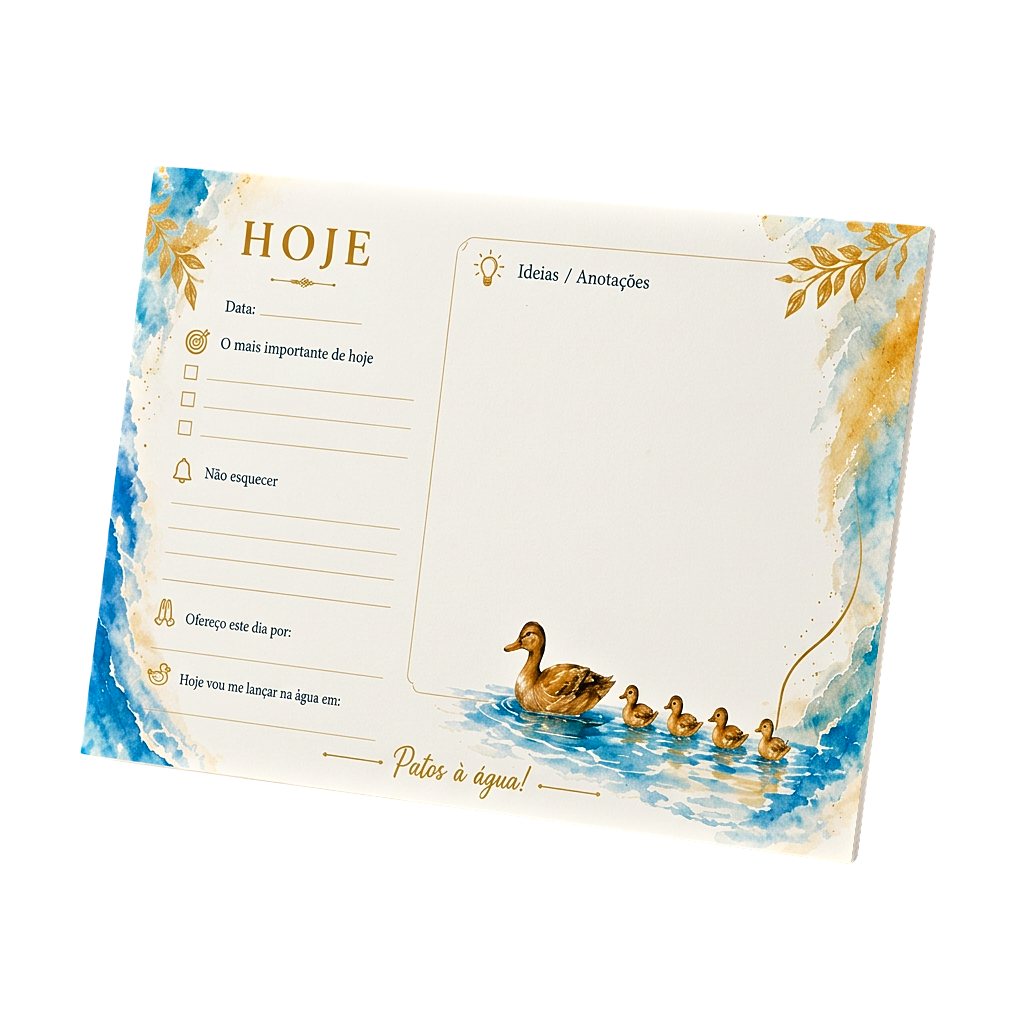 HOJE
Data:
O mais importante de hoje
Não esquecer
Ofereço este dia por:
Hoje vou me lançar na água em:
Ideias / Anotações
Patos à água!